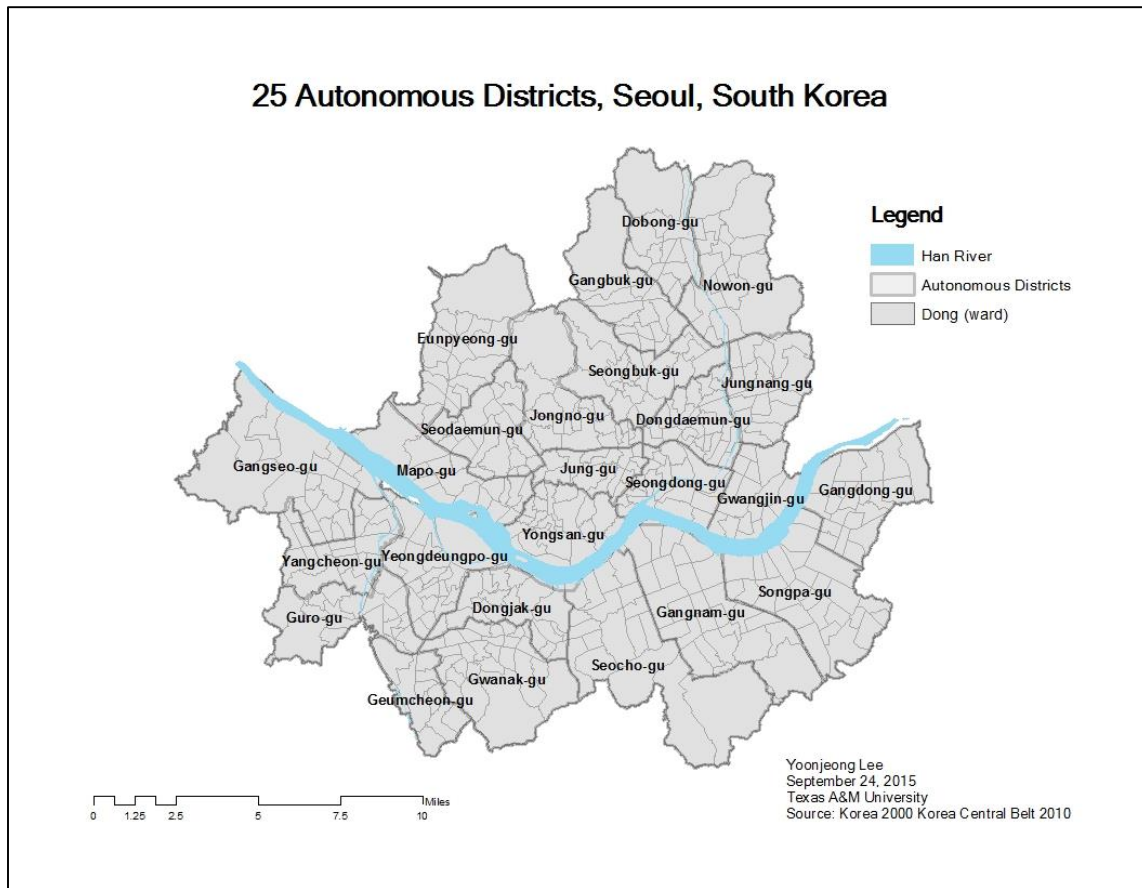 25 Autonomous Districts, Seoul, South Korea
Legend
Han River
Autonomous Districts
Dong (ward)
Dobong-gu
Gangbuk-gu
Nowon-gu
Eunpyeong-gu
Seongbuk-gu
Jungnang-gu
Jongno-gu
Dongdaemun-gu
Seodaemun-gu
Gangseo-gu
Mapo-gu
Jung-gu
Seongdong-gu
Gwangjin-gu
Gangdong-gu
Yongsan-gu
Yangcheon-gu
Yeongdeungpo-gu
Songpa-gu
Guro-gu
Dongjak-gu
Gangnam-gu
Seocho-gu
Gwanak-gu
Geumcheon-gu
Yoonjeong Lee
September 24, 2015
Texas A&M University
Source: Korea 2000 Korea Central Belt 2010
Miles
0 1.25 2.5 5 7.5 10